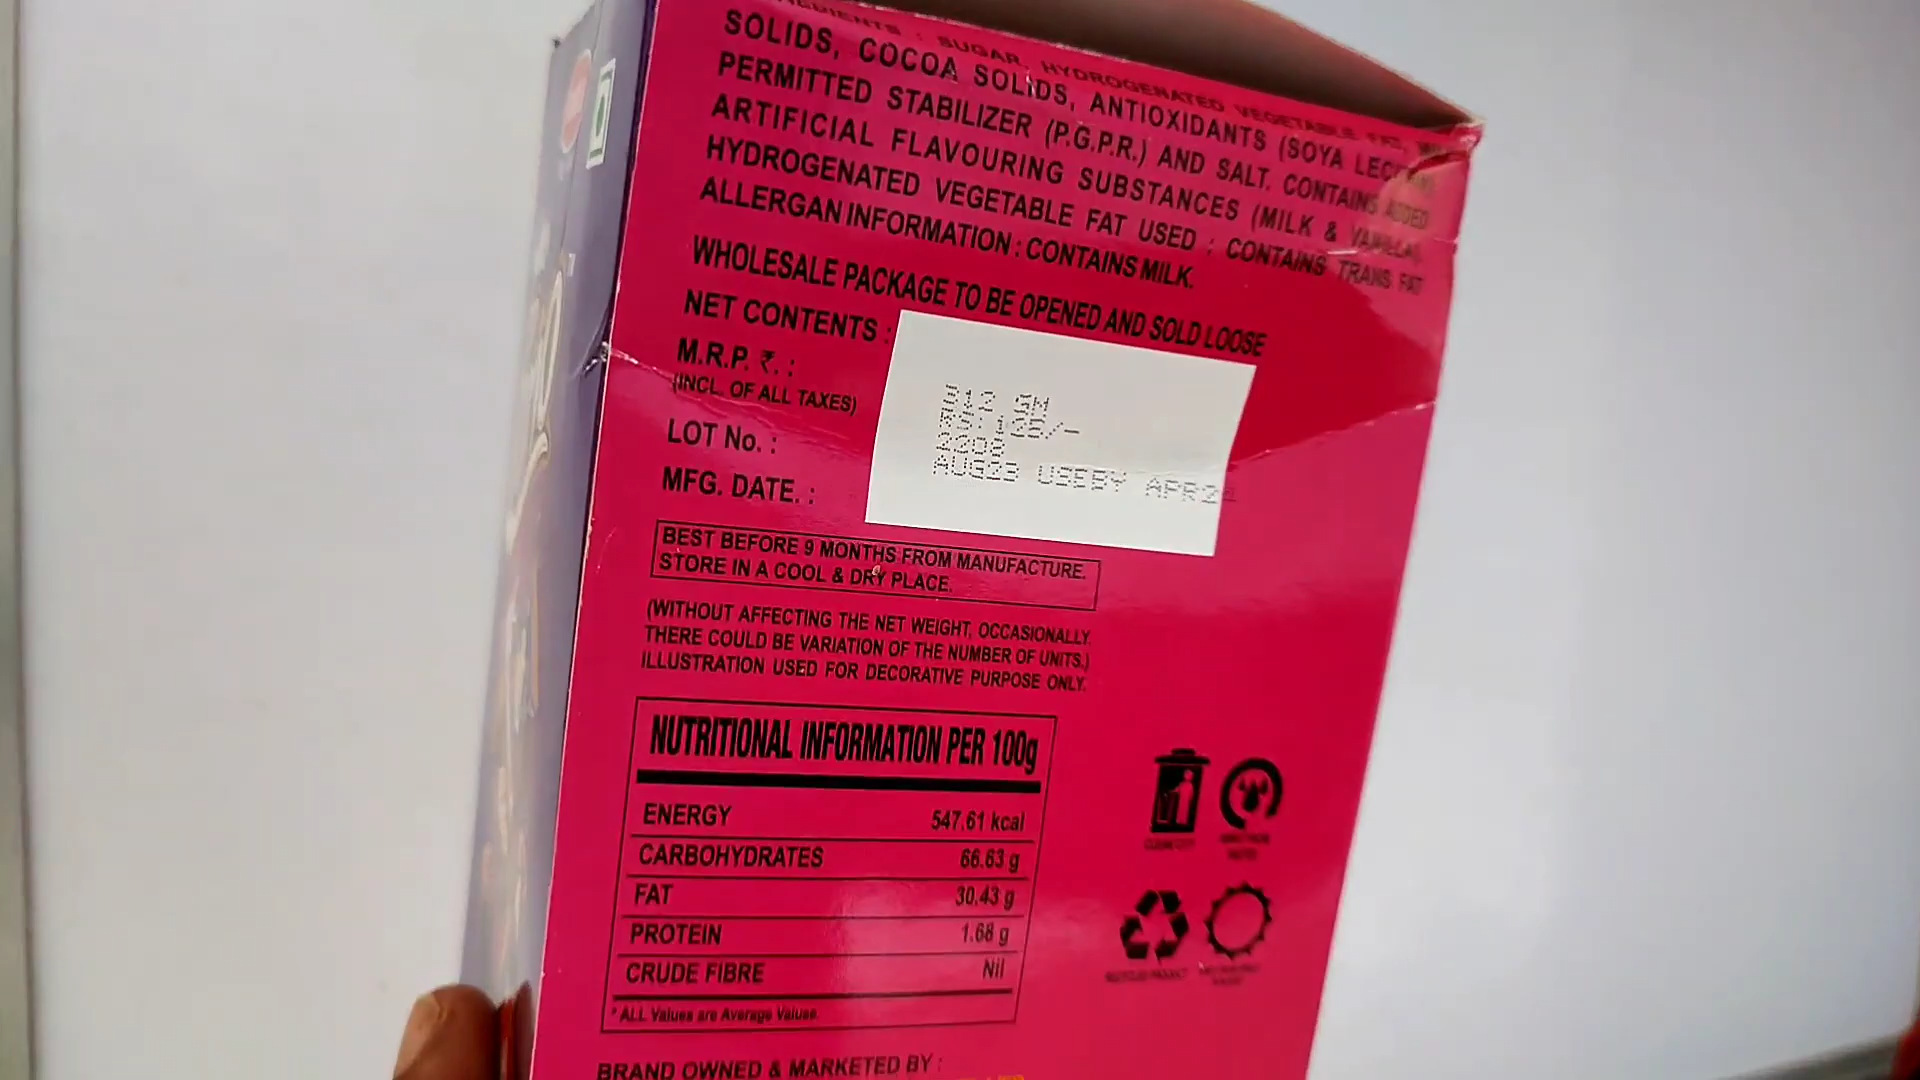 INGREDIENTS : SUGAR, HYDROGENATED VEGETABLE FAT,
SOLIDS, COCOA SOLIDS, ANTIOXIDANTS (SOYA
PERMITTED STABILIZER (P.G.P.R.) AND SALT. CONTAINS ADDED
ARTIFICIAL FLAVOURING SUBSTANCES (MILK & VANILLA).
HYDROGENATED VEGETABLE FAT USED : CONTAINS TRANS FAT
ALLERGAN INFORMATION : CONTAINS MILK.
WHOLESALE PACKAGE TO BE OPENED AND SOLD LOOSE
NET CONTENTS : 312 GM
M.R.P. ₹. : RS:125/-
(INCL. OF ALL TAXES)
LOT No. : 2208
MFG. DATE. : AUG23 USEBY
BEST BEFORE 9 MONTHS FROM MANUFACTURE.
STORE IN A COOL & DRY PLACE.
(WITHOUT AFFECTING THE NET WEIGHT, OCCASIONALLY
THERE COULD BE VARIATION OF THE NUMBER OF UNITS.)
ILLUSTRATION USED FOR DECORATIVE PURPOSE ONLY.
NUTRITIONAL INFORMATION PER 100g
ENERGY 547.61 kcal
CARBOHYDRATES 66.63 g
FAT 30.43 g
PROTEIN 1.68 g
CRUDE FIBRE Nil
* ALL Values are Average Values.
BRAND OWNED & MARKETED BY :